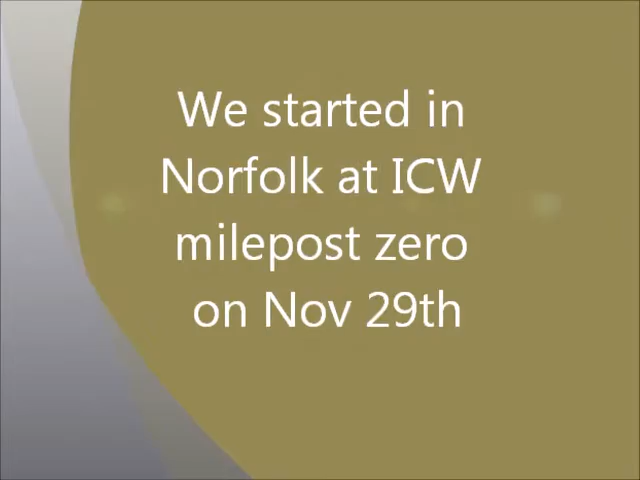 We started in
Norfolk at ICW
milepost zero
on Nov 29th